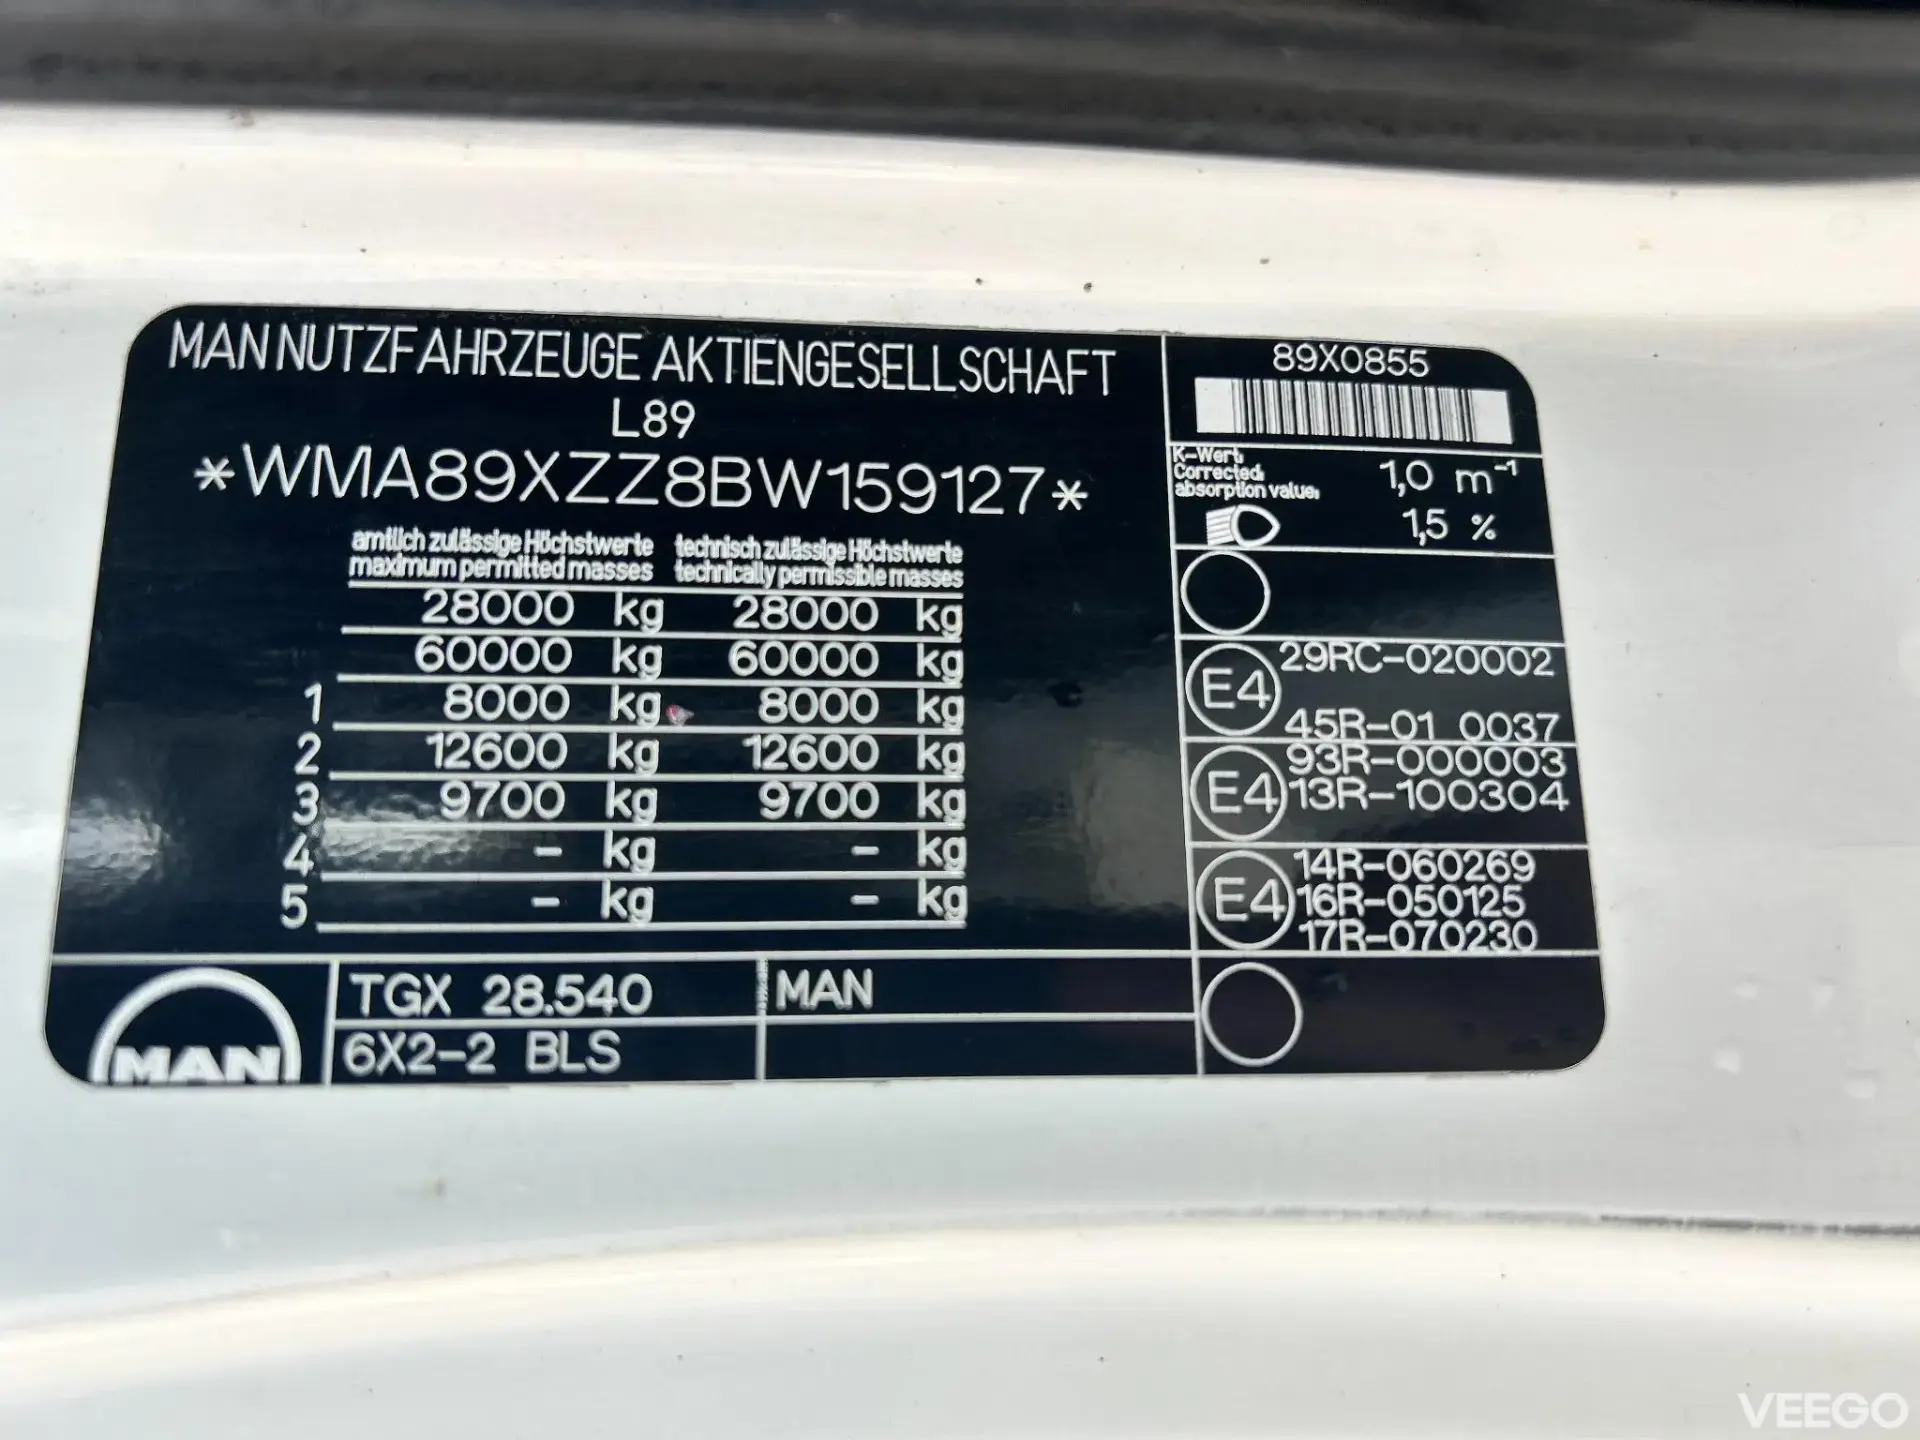 MAN NUTZFAHRZEUGE AKTIENGESELLSCHAFT
L89
*WMA89XZZ8BW159127*
amtlich zulässige Höchstwerte technisch zulässige Höchstwerte
maximum permitted masses technically permissible masses
28000 kg 28000 kg
60000 kg 60000 kg
1 8000 kg 8000 kg
2 12600 kg 12600 kg
3 9700 kg 9700 kg
4 - kg - kg
5 - kg - kg
MAN
TGX 28.540 MAN
6X2-2 BLS
89X0855
K-Wert:
Corrected
absorption value: 1,0 m⁻¹
1,5 %
E4 29RC-020002
45R-01 0037
E4 93R-000003
13R-100304
E4 14R-060269
16R-050125
17R-070230
VEEGO